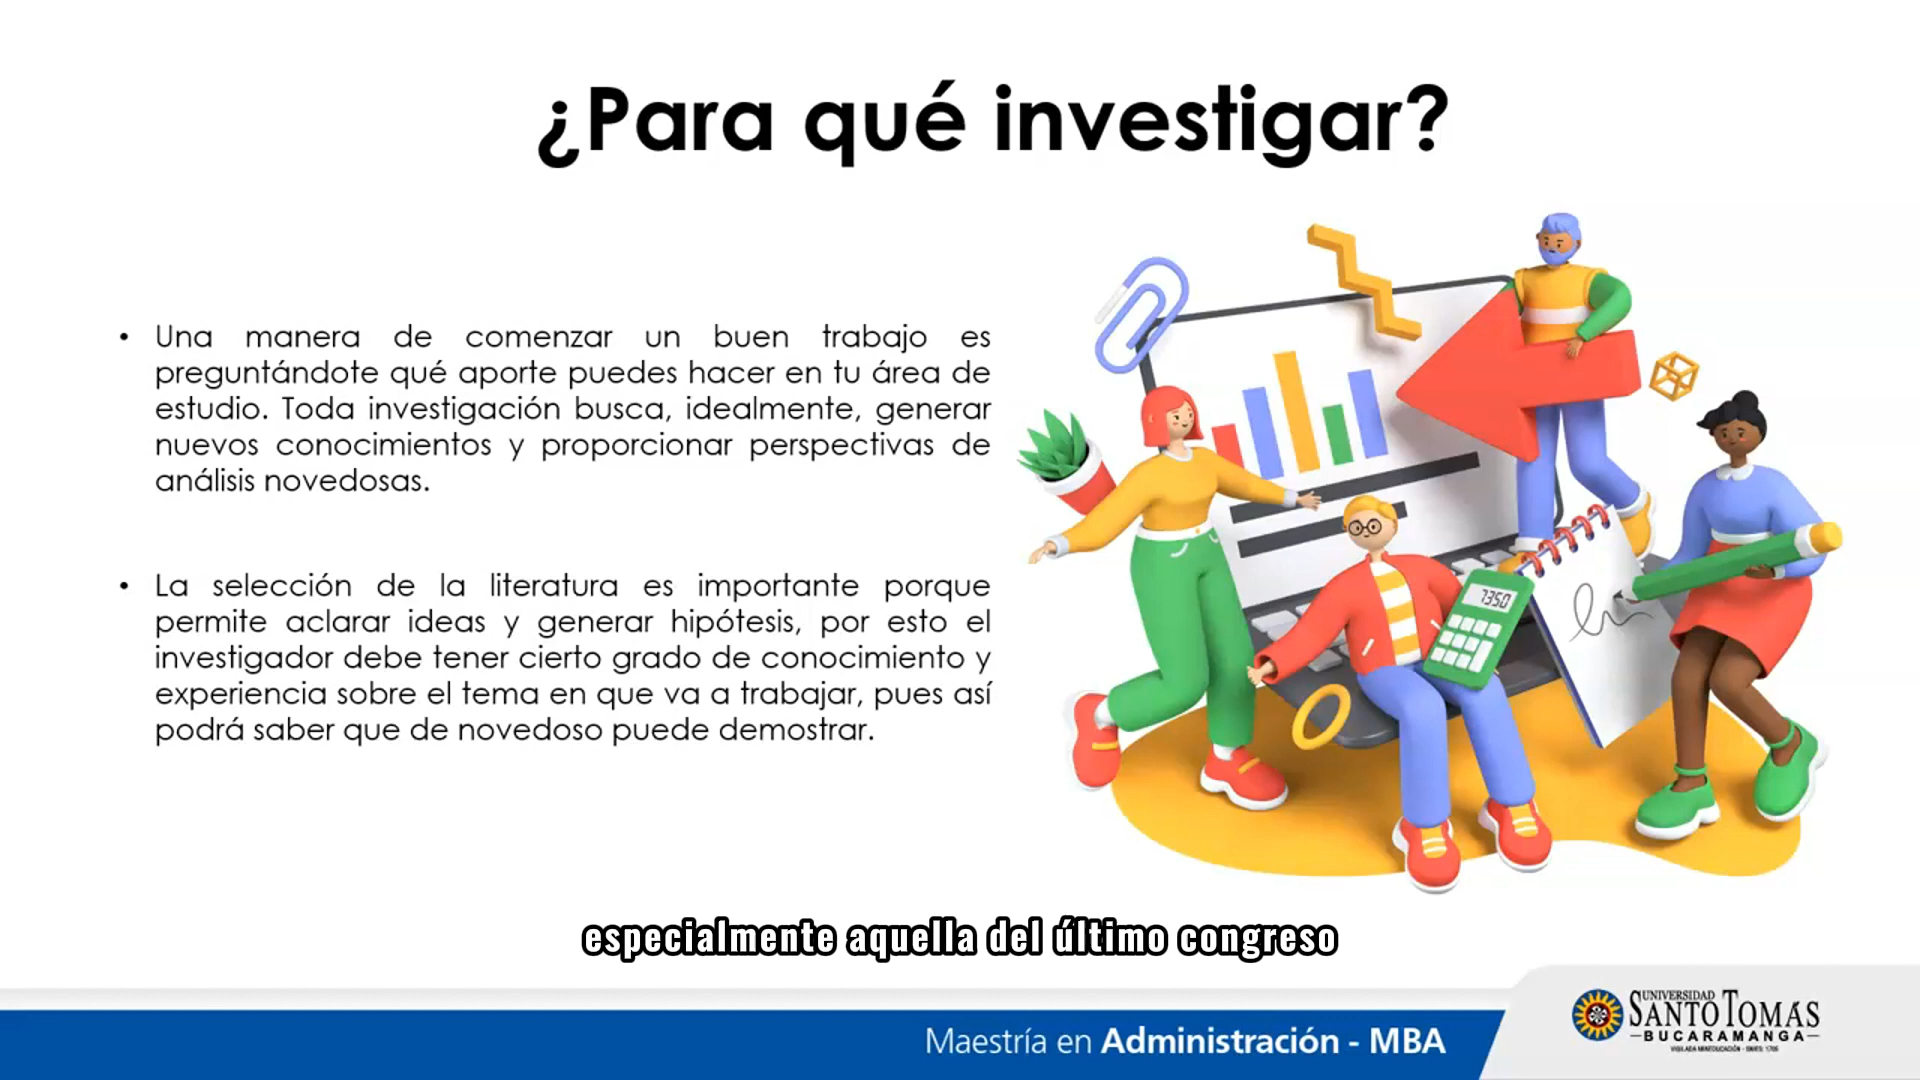 ¿Para qué investigar?
• Una manera de comenzar un buen trabajo es
preguntándote qué aporte puedes hacer en tu área de
estudio. Toda investigación busca, idealmente, generar
nuevos conocimientos y proporcionar perspectivas de
análisis novedosas.
• La selección de la literatura es importante porque
permite aclarar ideas y generar hipótesis, por esto el
investigador debe tener cierto grado de conocimiento y
experiencia sobre el tema en que va a trabajar, pues así
podrá saber que de novedoso puede demostrar.
7350
especialmente aquella del último congreso
Maestría en Administración - MBA
UNIVERSIDAD
SANTO TOMÁS
BUCARAMANGA
VIGILADA MINEDUCACIÓN - SNIES: 1705